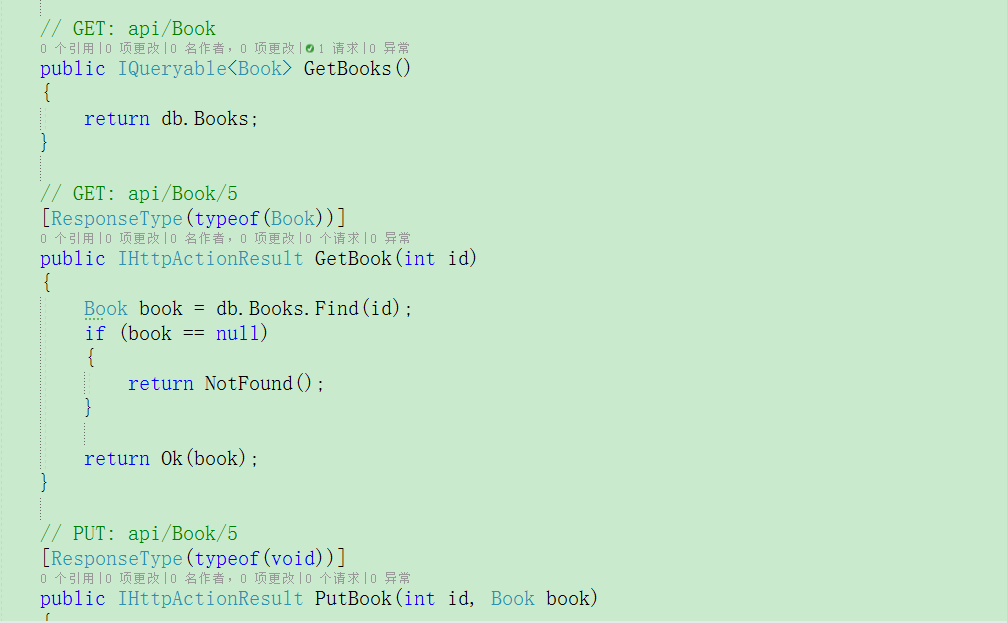 // GET: api/Book
0 个引用|0 项更改|0 名作者，0 项更改|1 请求|0 异常
public IQueryable<Book> GetBooks()
{
return db.Books;
}
// GET: api/Book/5
[ResponseType(typeof(Book))]
0 个引用|0 项更改|0 名作者，0 项更改|0 个请求|0 异常
public IHttpActionResult GetBook(int id)
{
Book book = db.Books.Find(id);
if (book == null)
{
return NotFound();
}
return Ok(book);
}
// PUT: api/Book/5
[ResponseType(typeof(void))]
0 个引用|0 项更改|0 名作者，0 项更改|0 个请求|0 异常
public IHttpActionResult PutBook(int id, Book book)
{